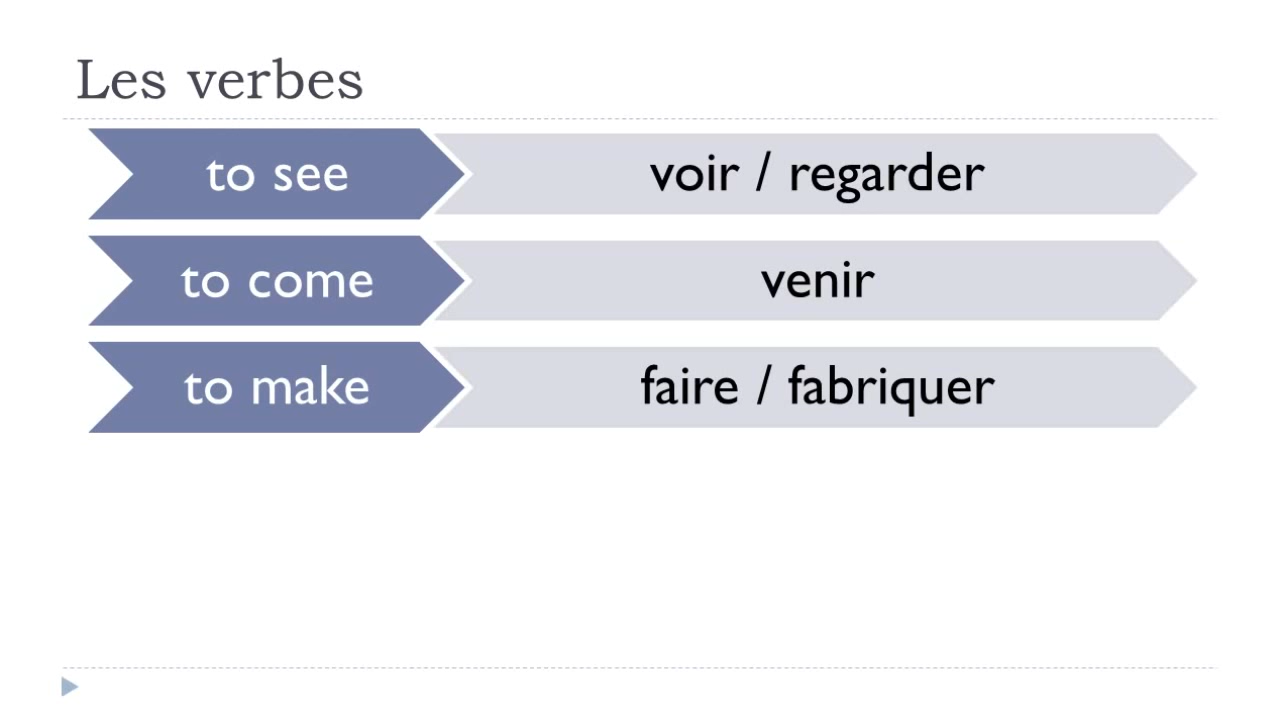 Les verbes
to see
voir / regarder
to come
venir
to make
faire / fabriquer